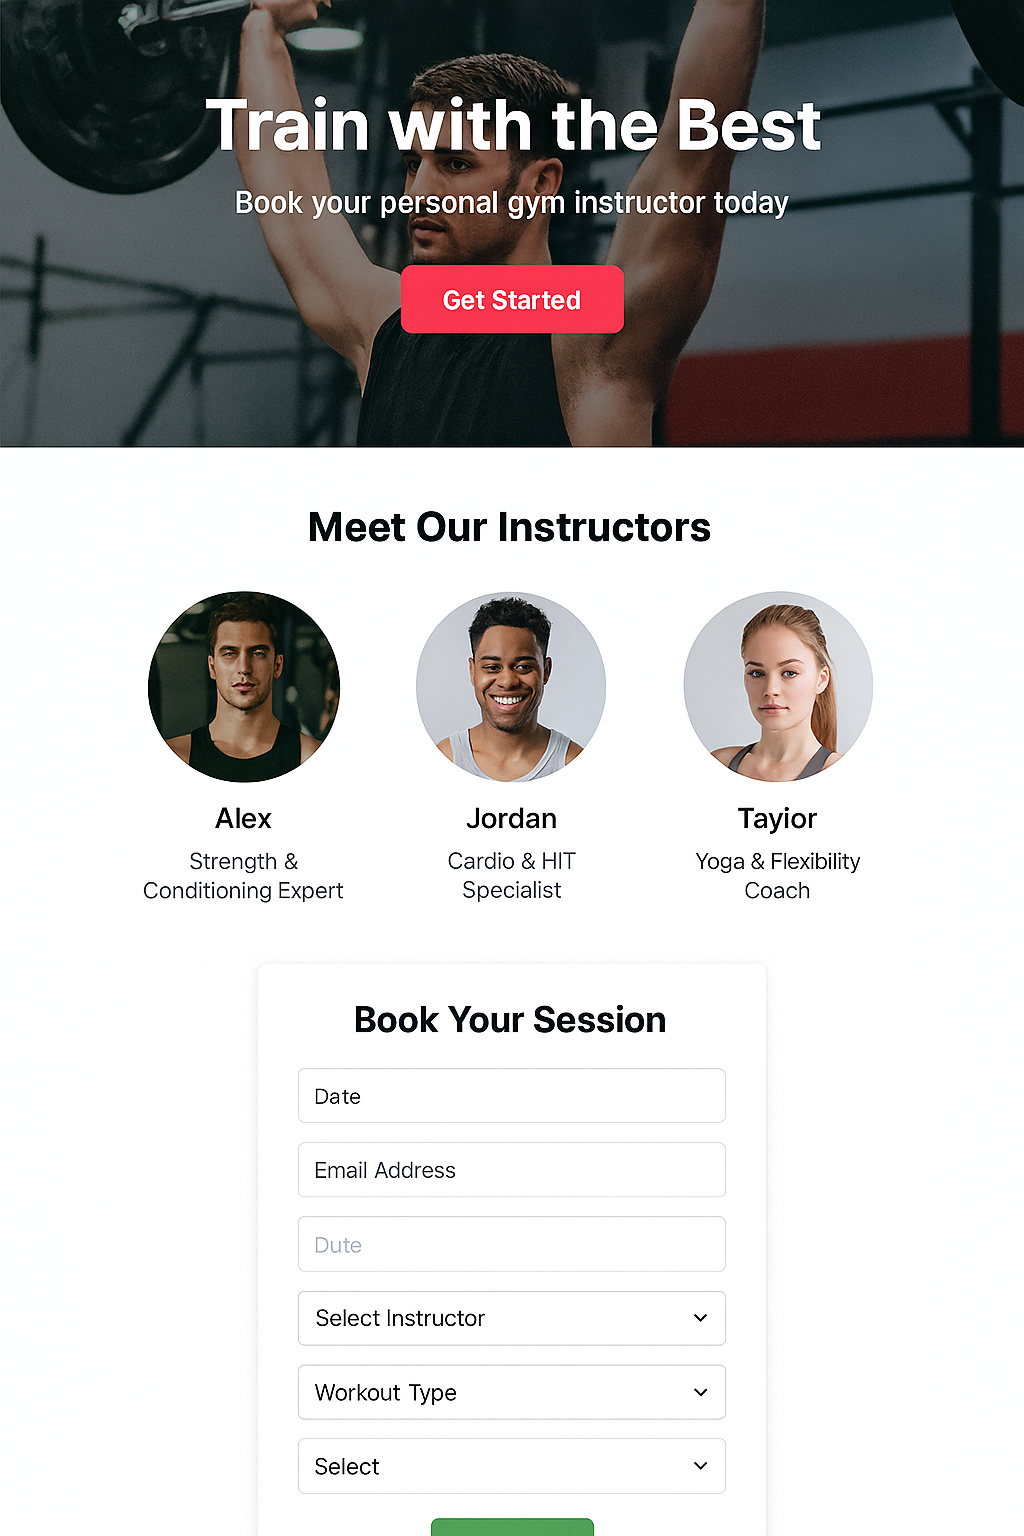 Train with the Best
Book your personal gym instructor today
Get Started
Meet Our Instructors
Alex
Strength &
Conditioning Expert
Jordan
Cardio & HIT
Specialist
Tayior
Yoga & Flexibility
Coach
Book Your Session
Date
Email Address
Dute
Select Instructor
Workout Type
Select